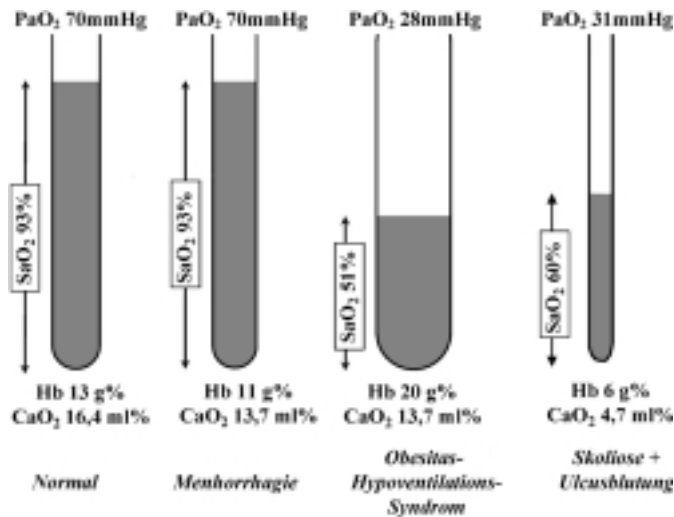 PaO₂ 70mmHg
PaO₂ 70mmHg
PaO₂ 28mmHg
PaO₂ 31mmHg
SaO₂ 93%
SaO₂ 93%
SaO₂ 51%
SaO₂ 60%
Hb 13 g%
CaO₂ 16,4 ml%
Hb 11 g%
CaO₂ 13,7 ml%
Hb 20 g%
CaO₂ 13,7 ml%
Hb 6 g%
CaO₂ 4,7 ml%
Normal
Menhorrhagie
Obesitas-
Hypoventilations-
Syndrom
Skoliose +
Ulcusblutung